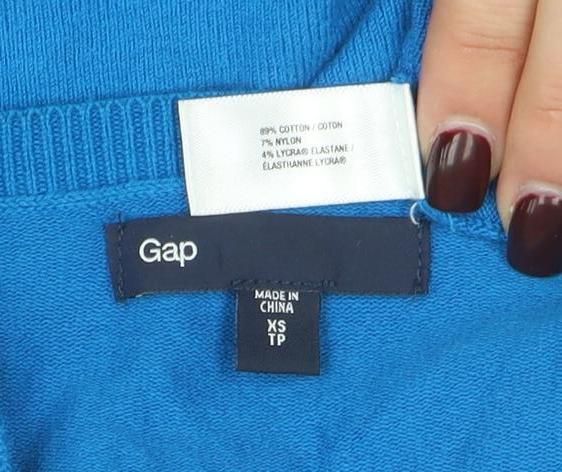 89% COTTON / COTON
7% NYLON
4% LYCRA® ELASTANE /
ÉLASTHANNE LYCRA®
Gap
MADE IN
CHINA
XS
TP